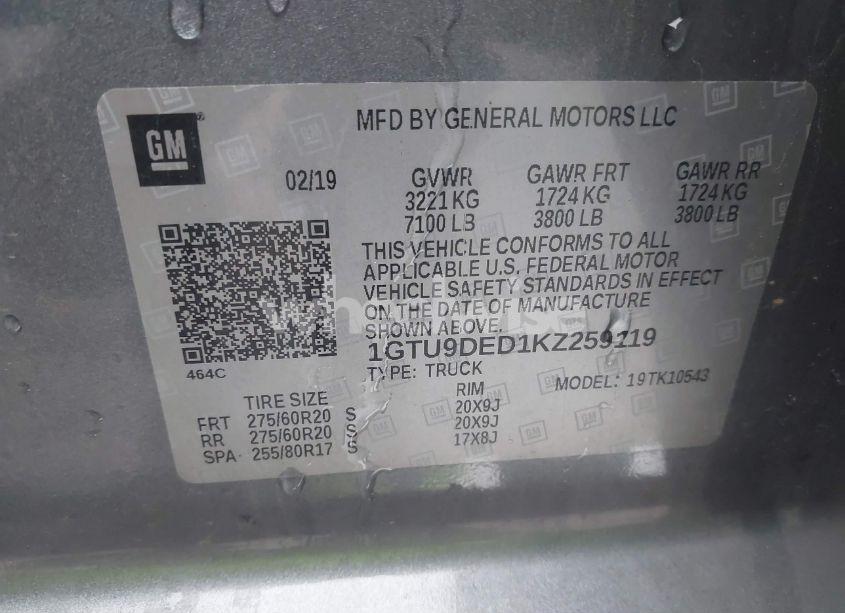 GM
MFD BY GENERAL MOTORS LLC
02/19
GVWR GAWR FRT GAWR RR
3221 KG 1724 KG 1724 KG
7100 LB 3800 LB 3800 LB
THIS VEHICLE CONFORMS TO ALL
APPLICABLE U.S. FEDERAL MOTOR
VEHICLE SAFETY STANDARDS IN EFFECT
ON THE DATE OF MANUFACTURE
SHOWN ABOVE.
1GTU9DED1KZ259119
464C
TYPE: TRUCK
MODEL: 19TK10543
TIRE SIZE RIM
FRT 275/60R20 S 20X9J
RR 275/60R20 S 20X9J
SPA 255/80R17 S 17X8J